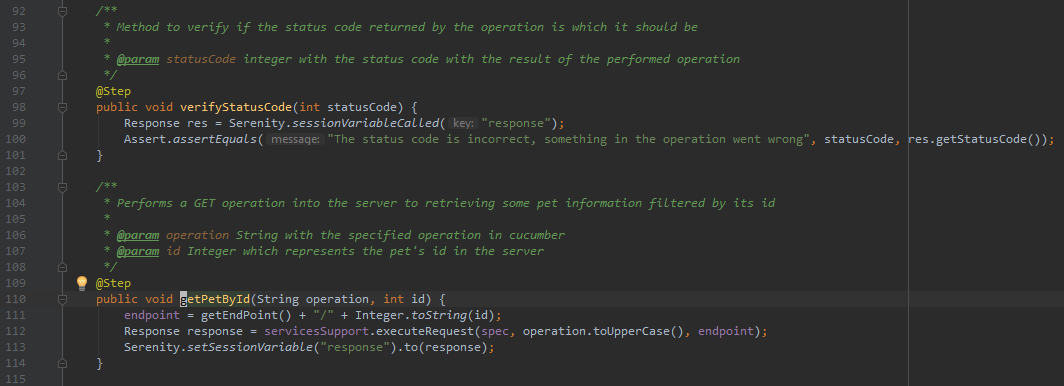 92 /**
93 * Method to verify if the status code returned by the operation is which it should be
94 *
95 * @param statusCode integer with the status code with the result of the performed operation
96 */
97 @Step
98 public void verifyStatusCode(int statusCode) {
99 Response res = Serenity.sessionVariableCalled( key: "response");
100 Assert.assertEquals( message: "The status code is incorrect, something in the operation went wrong", statusCode, res.getStatusCode());
101 }
102
103 /**
104 * Performs a GET operation into the server to retrieving some pet information filtered by its id
105 *
106 * @param operation String with the specified operation in cucumber
107 * @param id Integer which represents the pet's id in the server
108 */
109 @Step
110 public void getPetById(String operation, int id) {
111 endpoint = getEndPoint() + "/" + Integer.toString(id);
112 Response response = servicesSupport.executeRequest(spec, operation.toUpperCase(), endpoint);
113 Serenity.setSessionVariable("response").to(response);
114 }
115